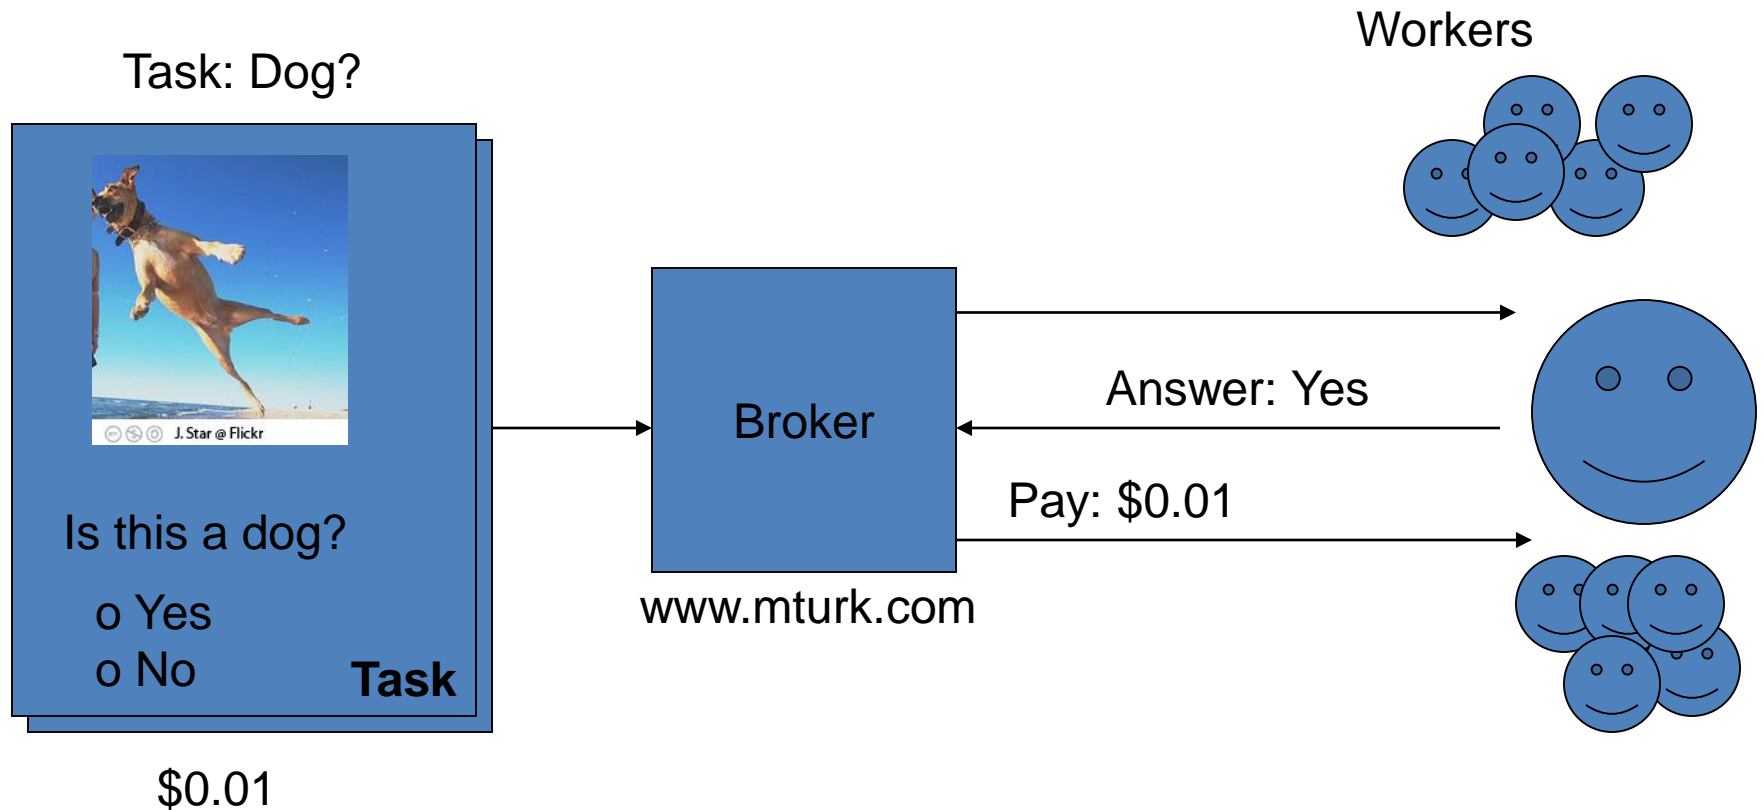 Workers
Task: Dog?
J. Star @ Flickr
Is this a dog?
o Yes
o No
Task
$0.01
Broker
www.mturk.com
Answer: Yes
Pay: $0.01